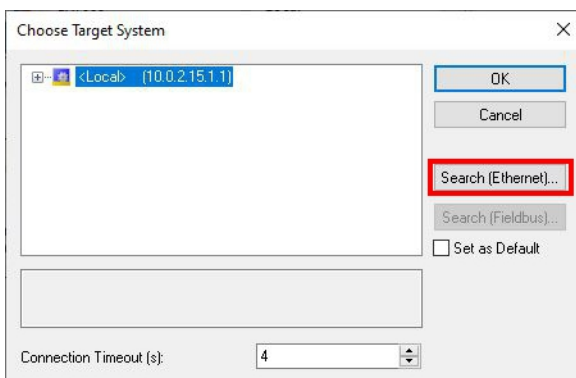 Choose Target System
<Local> (10.0.2.15.1.1)
OK
Cancel
Search (Ethernet)...
Search (Fieldbus)...
Set as Default
Connection Timeout (s): 4